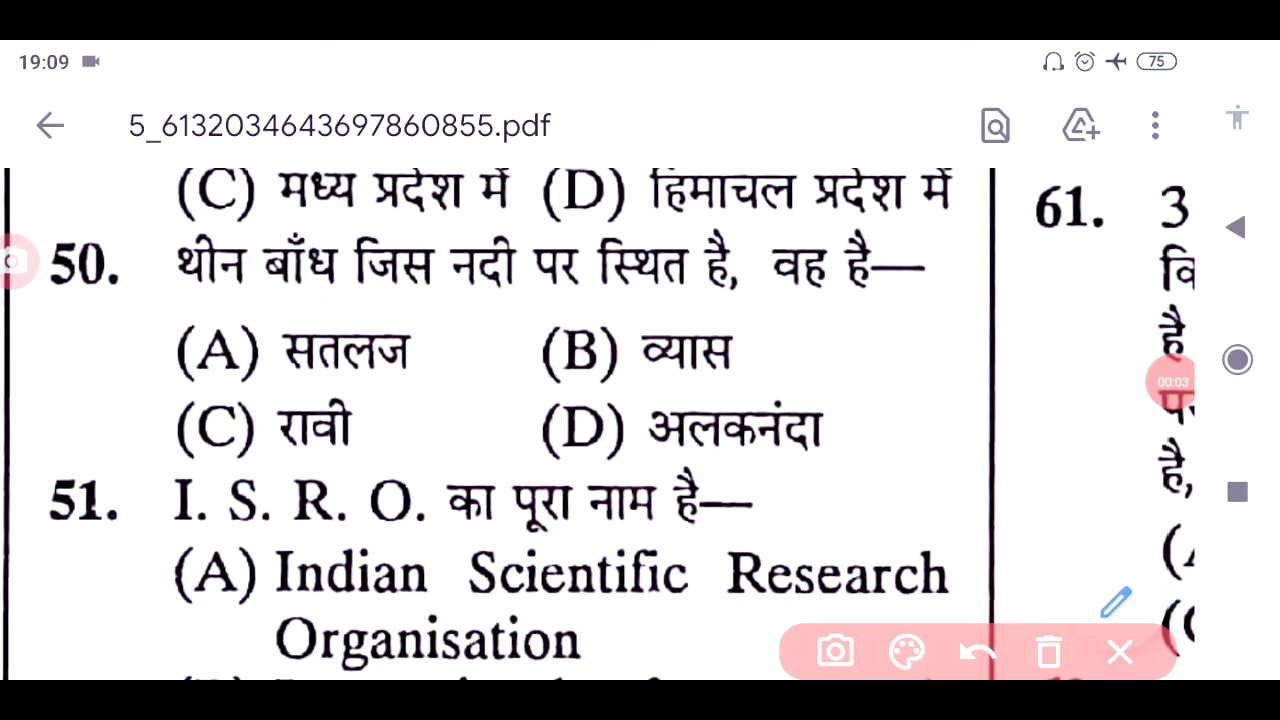 19:09
75
5_6132034643697860855.pdf
(C) मध्य प्रदेश में (D) हिमाचल प्रदेश में
50. थीन बाँध जिस नदी पर स्थित है, वह है—
(A) सतलज (B) व्यास
(C) रावी (D) अलकनंदा
51. I. S. R. O. का पूरा नाम है—
(A) Indian Scientific Research
Organisation
61. 3
वि
है
00:03
है,